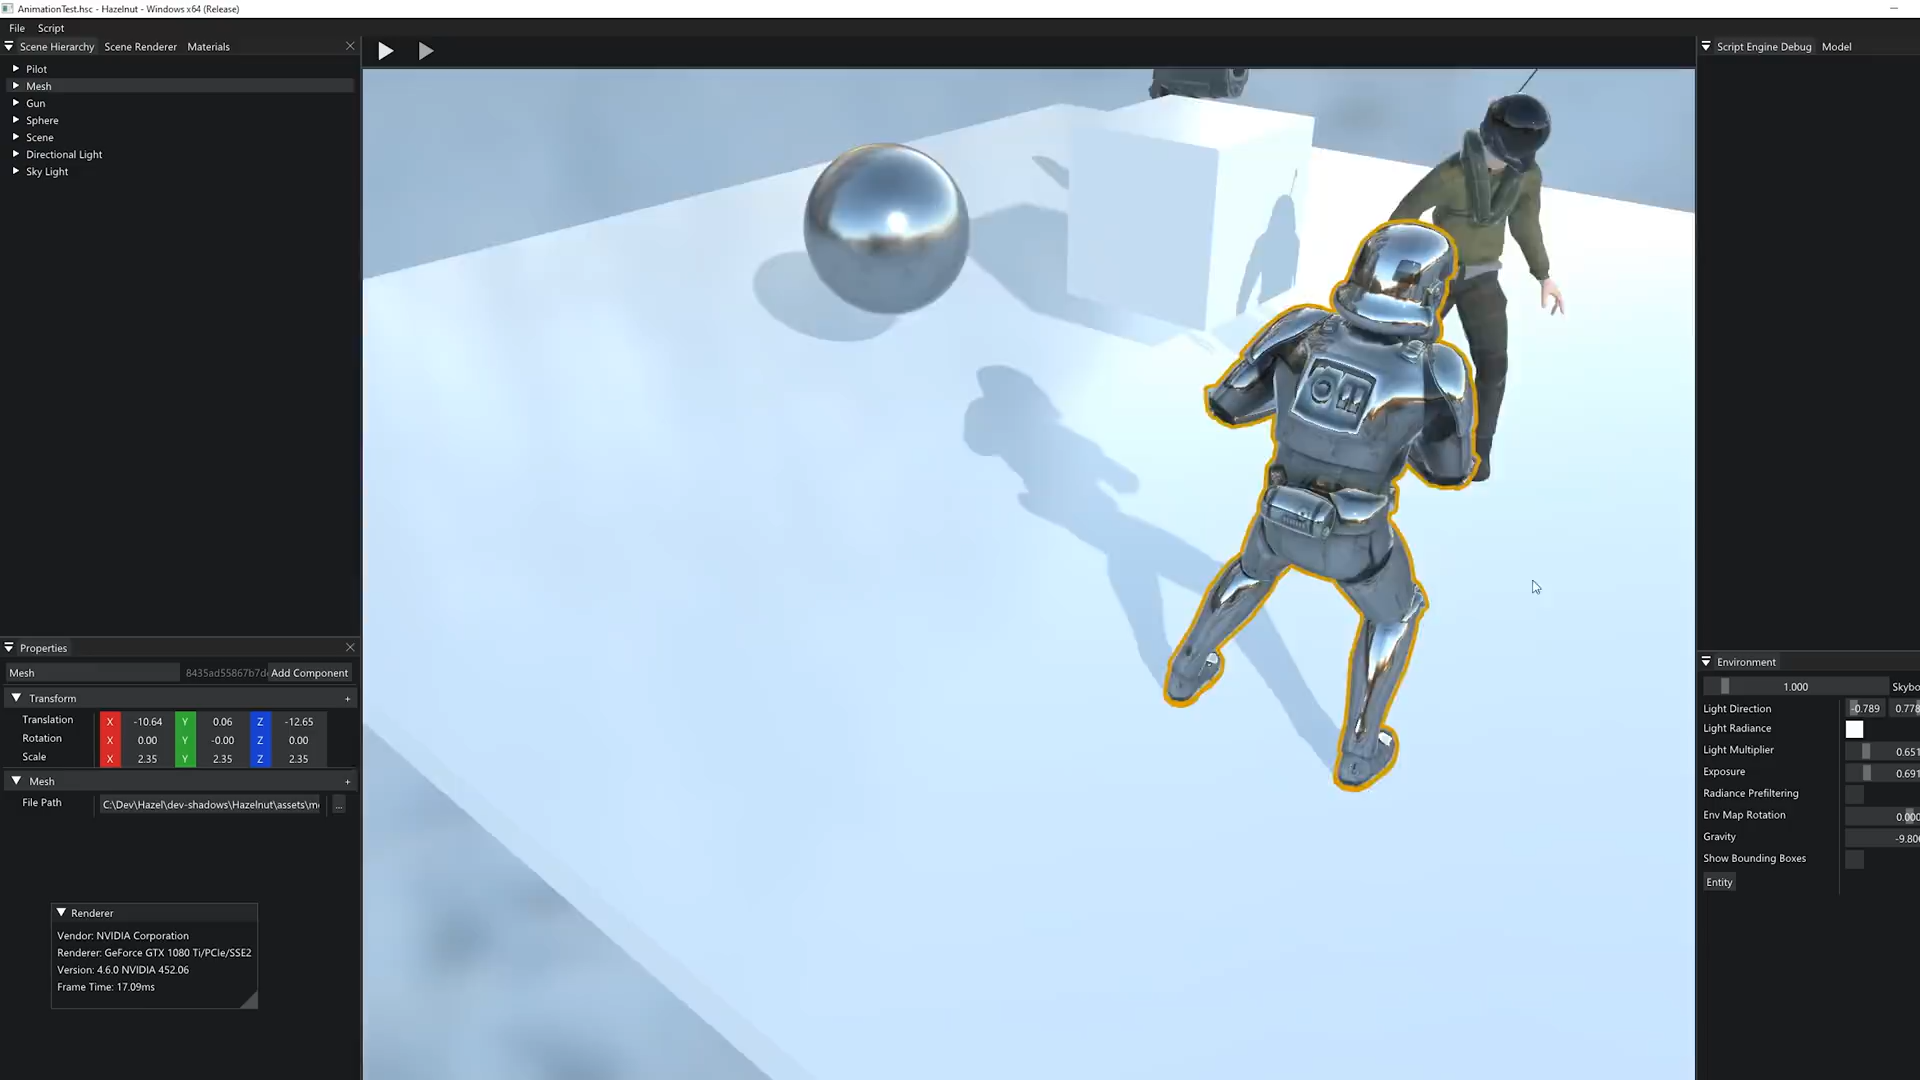 AnimationTest.hsc - Hazelnut - Windows x64 (Release)
File Script
Scene Hierarchy Scene Renderer Materials
Pilot
Mesh
Gun
Sphere
Scene
Directional Light
Sky Light
Properties
Mesh 8435ad55867b7d Add Component
Transform +
Translation X -10.64 Y 0.06 Z -12.65
Rotation X 0.00 Y -0.00 Z 0.00
Scale X 2.35 Y 2.35 Z 2.35
Mesh +
File Path C:\Dev\Hazel\dev-shadows\Hazelnut\assets\m ...
Renderer
Vendor: NVIDIA Corporation
Renderer: GeForce GTX 1080 Ti/PCIe/SSE2
Version: 4.6.0 NVIDIA 452.06
Frame Time: 17.09ms
Script Engine Debug Model
Environment
1.000 Skybo
Light Direction -0.789 0.778
Light Radiance
Light Multiplier 0.651
Exposure 0.691
Radiance Prefiltering
Env Map Rotation 0.000
Gravity -9.80
Show Bounding Boxes
Entity